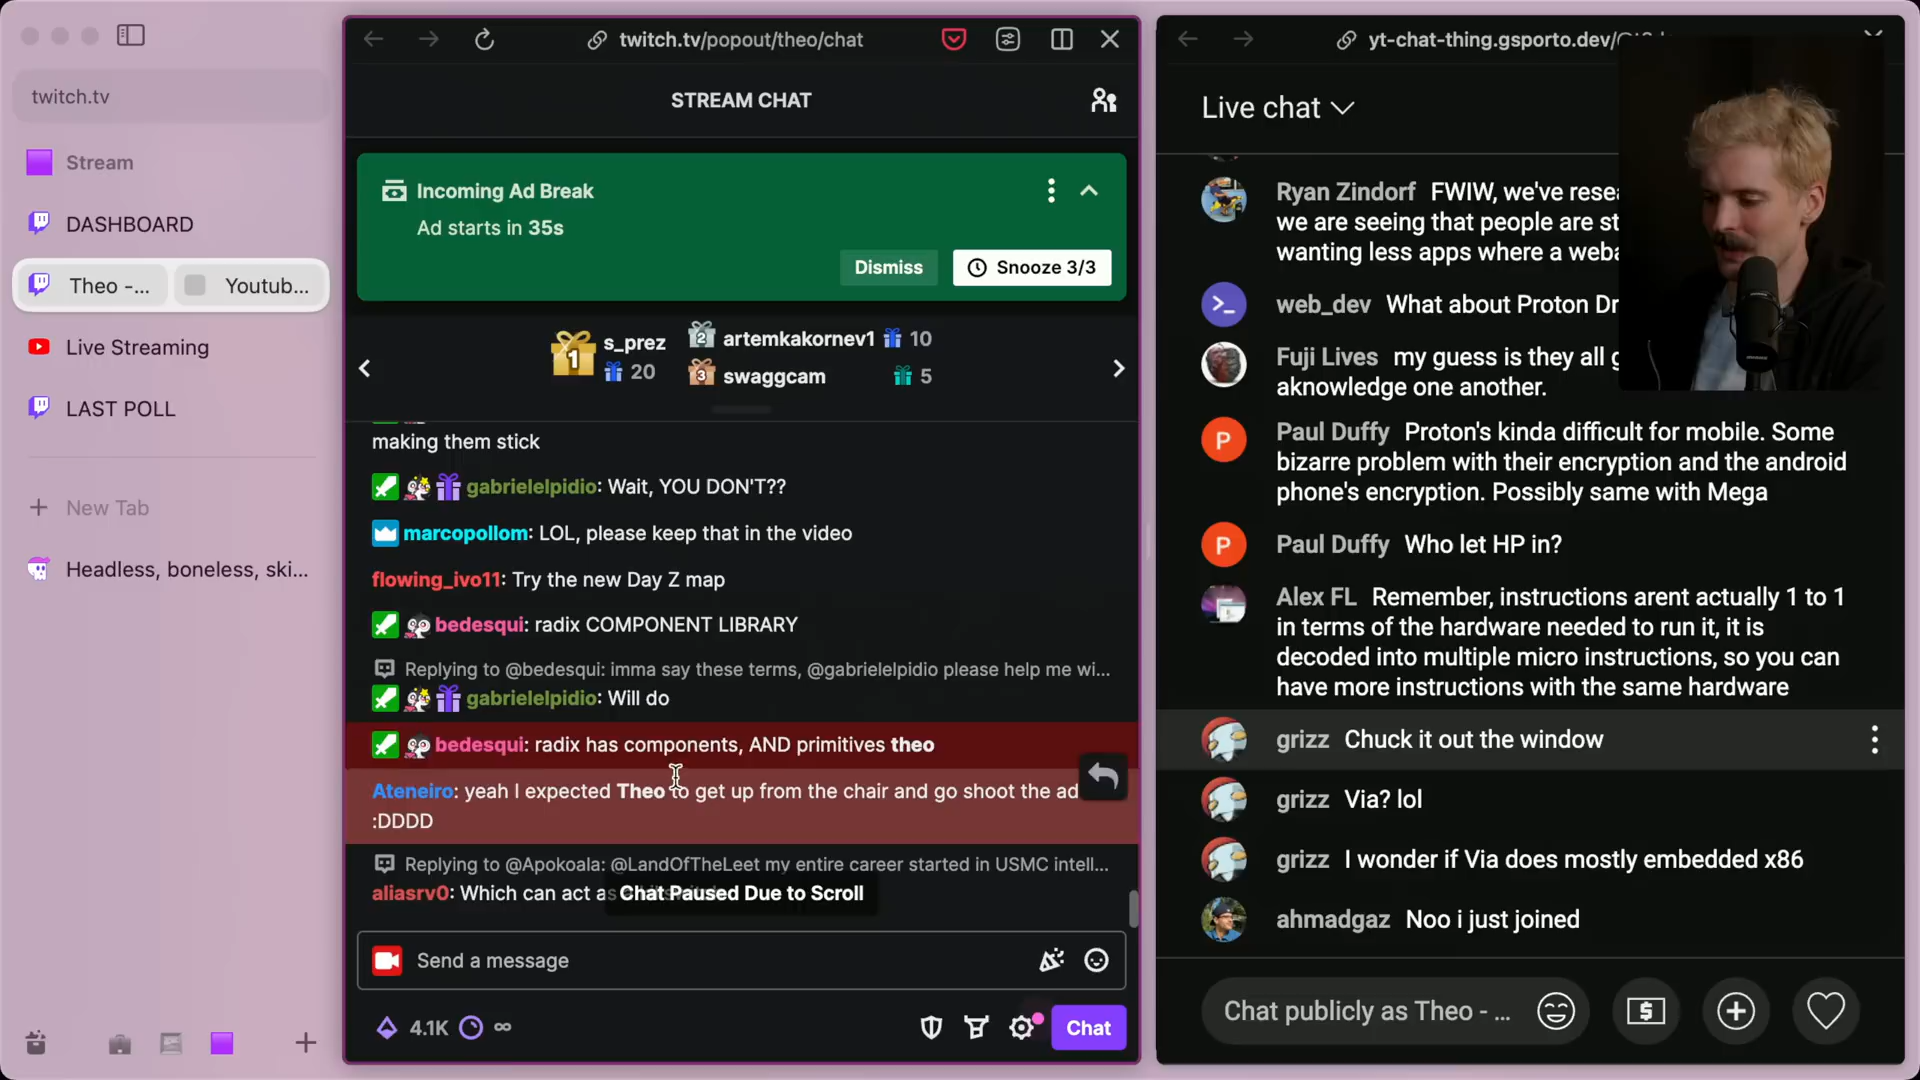 twitch.tv
Stream
DASHBOARD
Theo -...
Youtub...
Live Streaming
LAST POLL
New Tab
Headless, boneless, ski...
twitch.tv/popout/theo/chat
STREAM CHAT
Incoming Ad Break
Ad starts in 35s
Dismiss
Snooze 3/3
1
s_prez
20
2
artemkakornev1
10
3
swaggcam
5
making them stick
gabrielelpidio: Wait, YOU DON'T??
marcopollom: LOL, please keep that in the video
flowing_ivo11: Try the new Day Z map
bedesqui: radix COMPONENT LIBRARY
Replying to @bedesqui: imma say these terms, @gabrielelpidio please help me wi...
gabrielelpidio: Will do
bedesqui: radix has components, AND primitives theo
Ateneiro: yeah I expected Theo to get up from the chair and go shoot the ad
:DDDD
Replying to @Apokoala: @LandOfTheLeet my entire career started in USMC intell...
aliasrv0: Which can act as
Chat Paused Due to Scroll
Send a message
4.1K
∞
Chat
yt-chat-thing.gsporto.dev/
Live chat
Ryan Zindorf FWIW, we've resea
we are seeing that people are st
wanting less apps where a weba
web_dev What about Proton Dr
Fuji Lives my guess is they all g
aknowledge one another.
P
Paul Duffy Proton's kinda difficult for mobile. Some
bizarre problem with their encryption and the android
phone's encryption. Possibly same with Mega
P
Paul Duffy Who let HP in?
Alex FL Remember, instructions arent actually 1 to 1
in terms of the hardware needed to run it, it is
decoded into multiple micro instructions, so you can
have more instructions with the same hardware
grizz Chuck it out the window
grizz Via? lol
grizz I wonder if Via does mostly embedded x86
ahmadgaz Noo i just joined
Chat publicly as Theo - ...